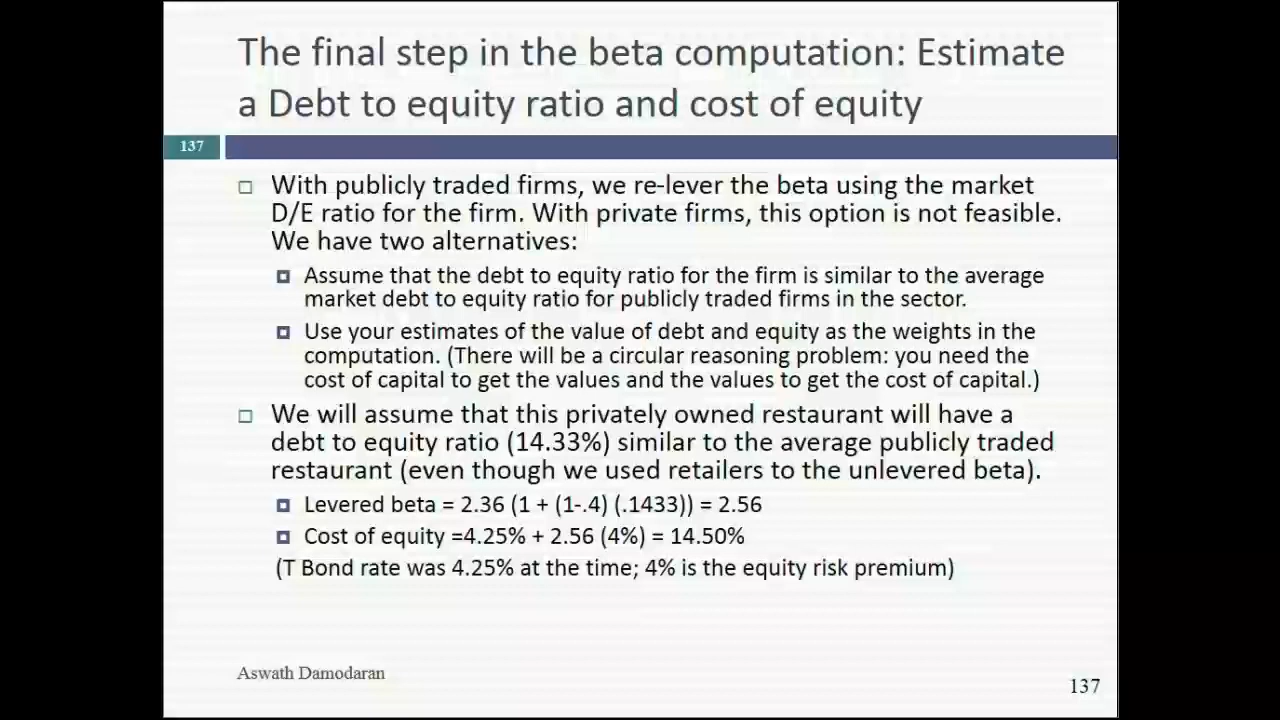 The final step in the beta computation: Estimate
a Debt to equity ratio and cost of equity
137
With publicly traded firms, we re-lever the beta using the market
D/E ratio for the firm. With private firms, this option is not feasible.
We have two alternatives:
Assume that the debt to equity ratio for the firm is similar to the average
market debt to equity ratio for publicly traded firms in the sector.
Use your estimates of the value of debt and equity as the weights in the
computation. (There will be a circular reasoning problem: you need the
cost of capital to get the values and the values to get the cost of capital.)
We will assume that this privately owned restaurant will have a
debt to equity ratio (14.33%) similar to the average publicly traded
restaurant (even though we used retailers to the unlevered beta).
Levered beta = 2.36 (1 + (1-.4) (.1433)) = 2.56
Cost of equity =4.25% + 2.56 (4%) = 14.50%
(T Bond rate was 4.25% at the time; 4% is the equity risk premium)
Aswath Damodaran
137